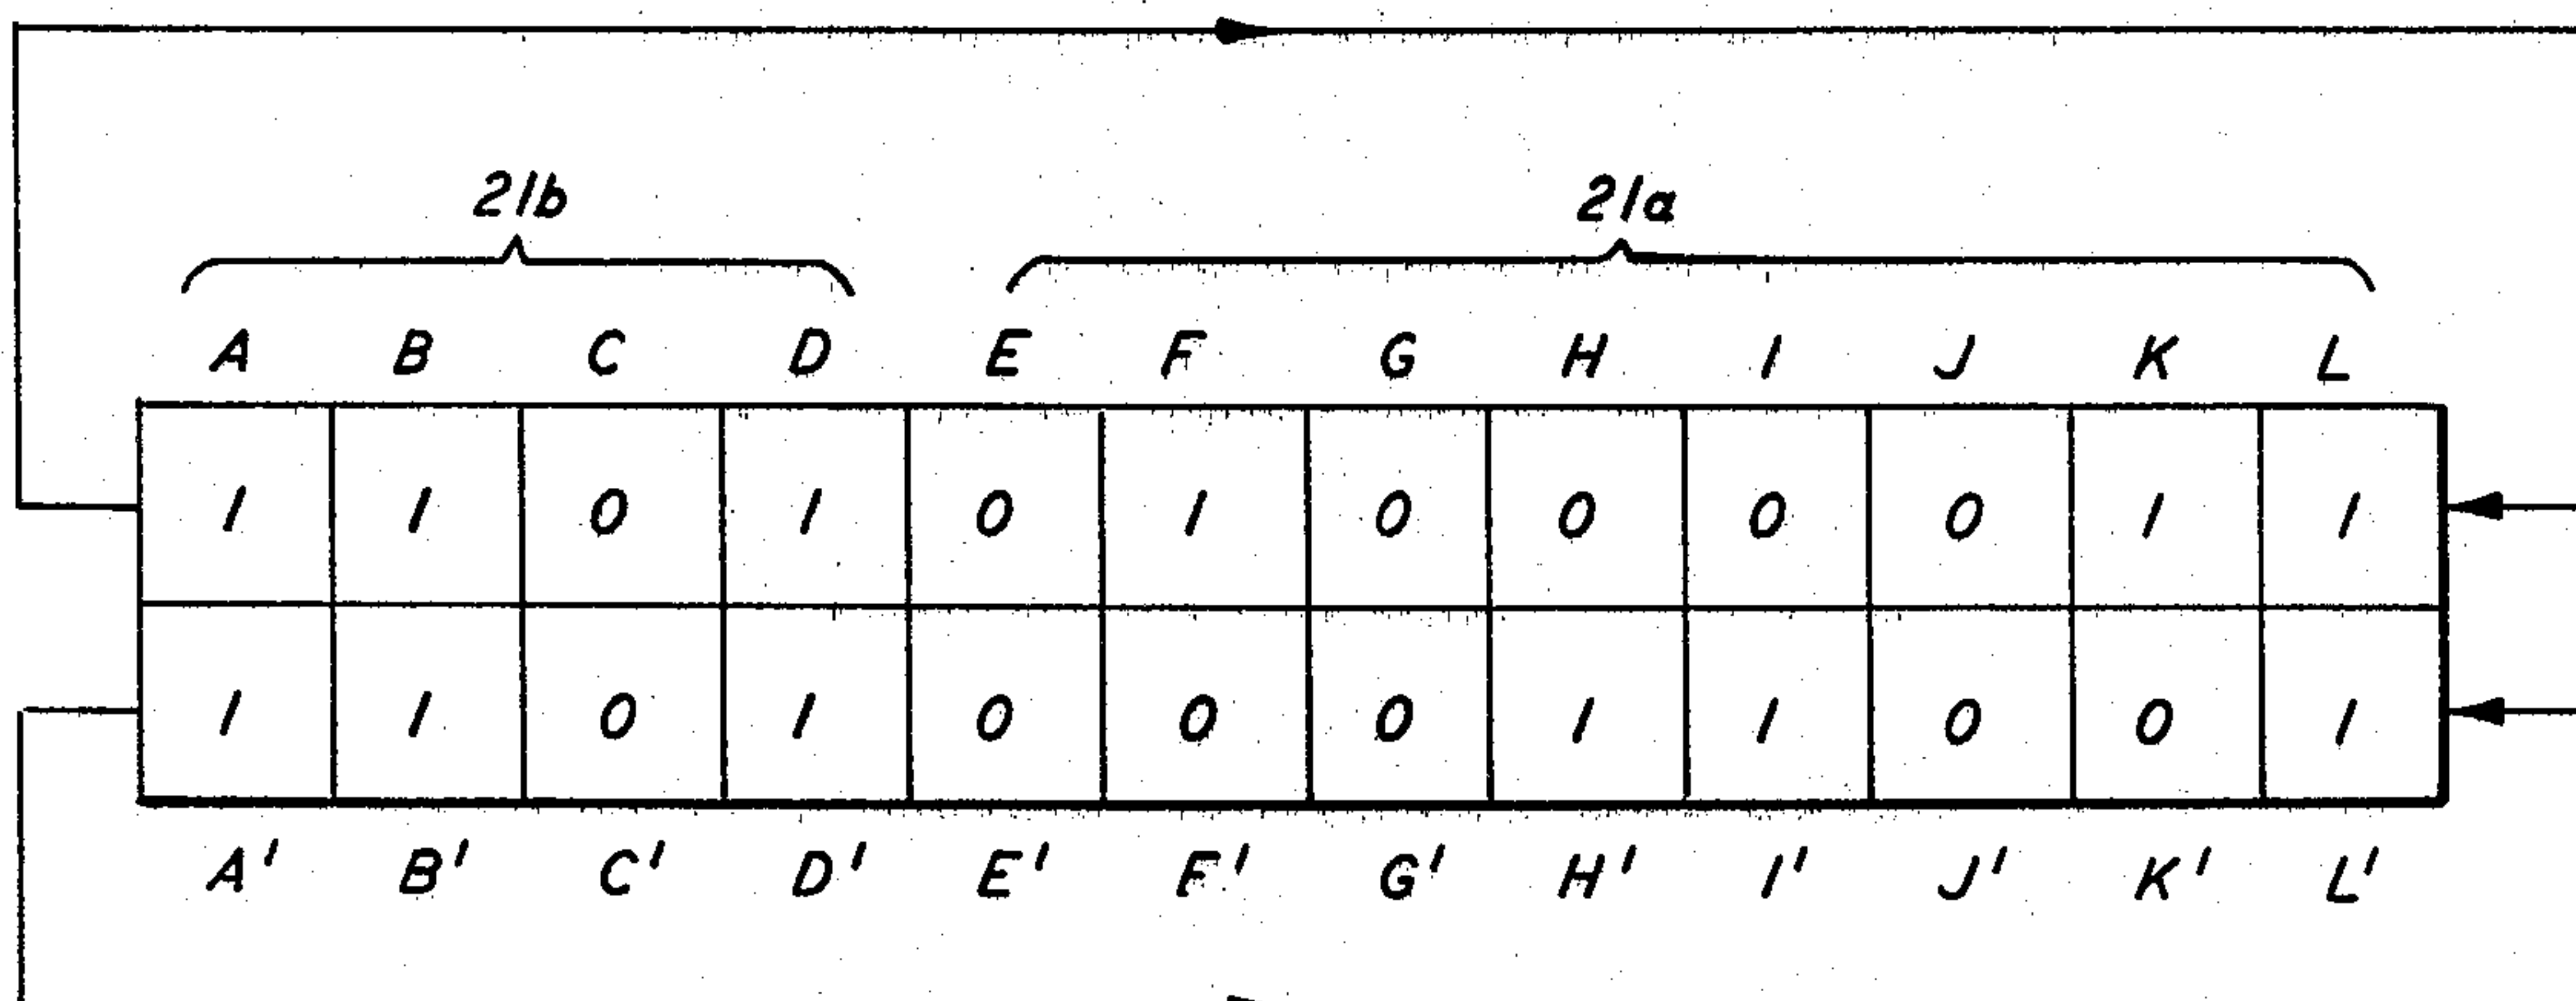 21b 21a
A B C D E F G H I J K L
1 1 0 1 0 1 0 0 0 0 1 1
1 1 0 1 0 0 0 1 1 0 0 1
A' B' C' D' E' F' G' H' I' J' K' L'